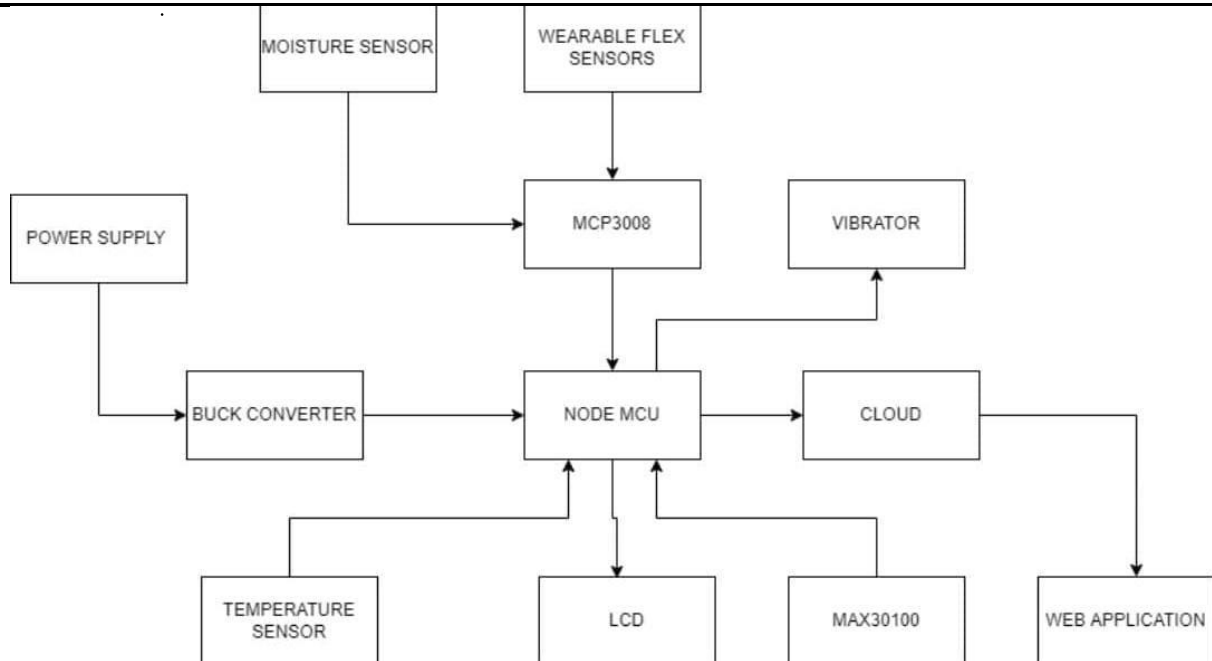 MOISTURE SENSOR
WEARABLE FLEX
SENSORS
POWER SUPPLY
MCP3008
VIBRATOR
BUCK CONVERTER
NODE MCU
CLOUD
TEMPERATURE
SENSOR
LCD
MAX30100
WEB APPLICATION